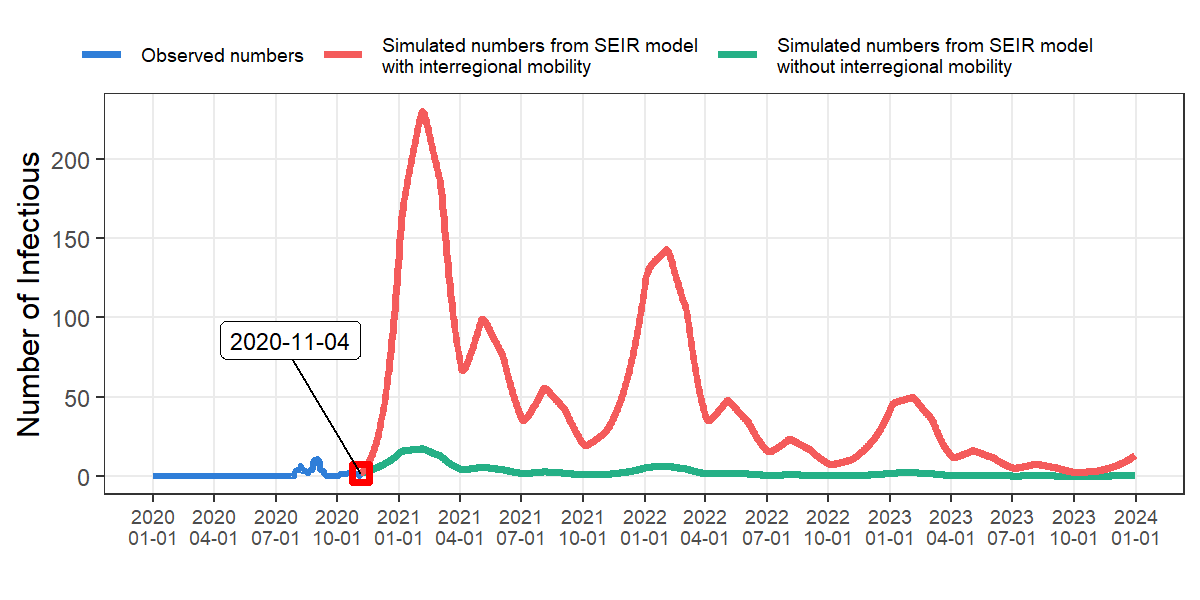 Observed numbers
Simulated numbers from SEIR model
with interregional mobility
Simulated numbers from SEIR model
without interregional mobility
Number of Infectious
200
150
100
50
0
2020-11-04
2020 2020 2020 2020 2021 2021 2021 2021 2022 2022 2022 2022 2023 2023 2023 2023 2024
01-01 04-01 07-01 10-01 01-01 04-01 07-01 10-01 01-01 04-01 07-01 10-01 01-01 04-01 07-01 10-01 01-01